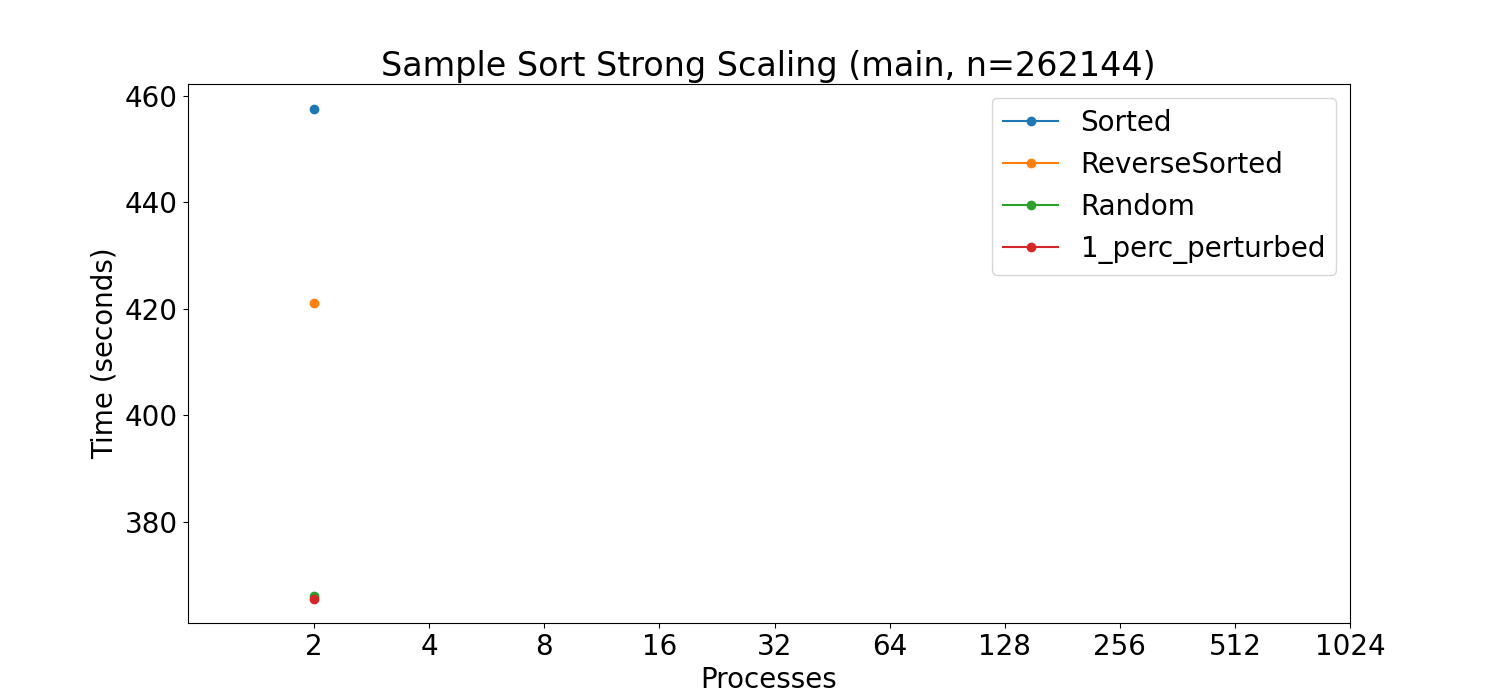 Sample Sort Strong Scaling (main, n=262144)
Time (seconds)
460
440
420
400
380
Sorted
ReverseSorted
Random
1_perc_perturbed
2 4 8 16 32 64 128 256 512 1024
Processes